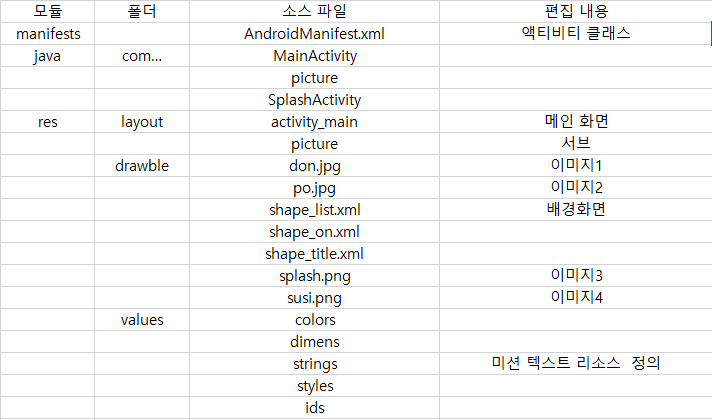 모듈 폴더 소스 파일 편집 내용
manifests AndroidManifest.xml 액티비티 클래스
java com... MainActivity
picture
SplashActivity
res layout activity_main 메인 화면
picture 서브
drawble don.jpg 이미지1
po.jpg 이미지2
shape_list.xml 배경화면
shape_on.xml
shape_title.xml
splash.png 이미지3
susi.png 이미지4
values colors
dimens
strings 미션 텍스트 리소스  정의
styles
ids